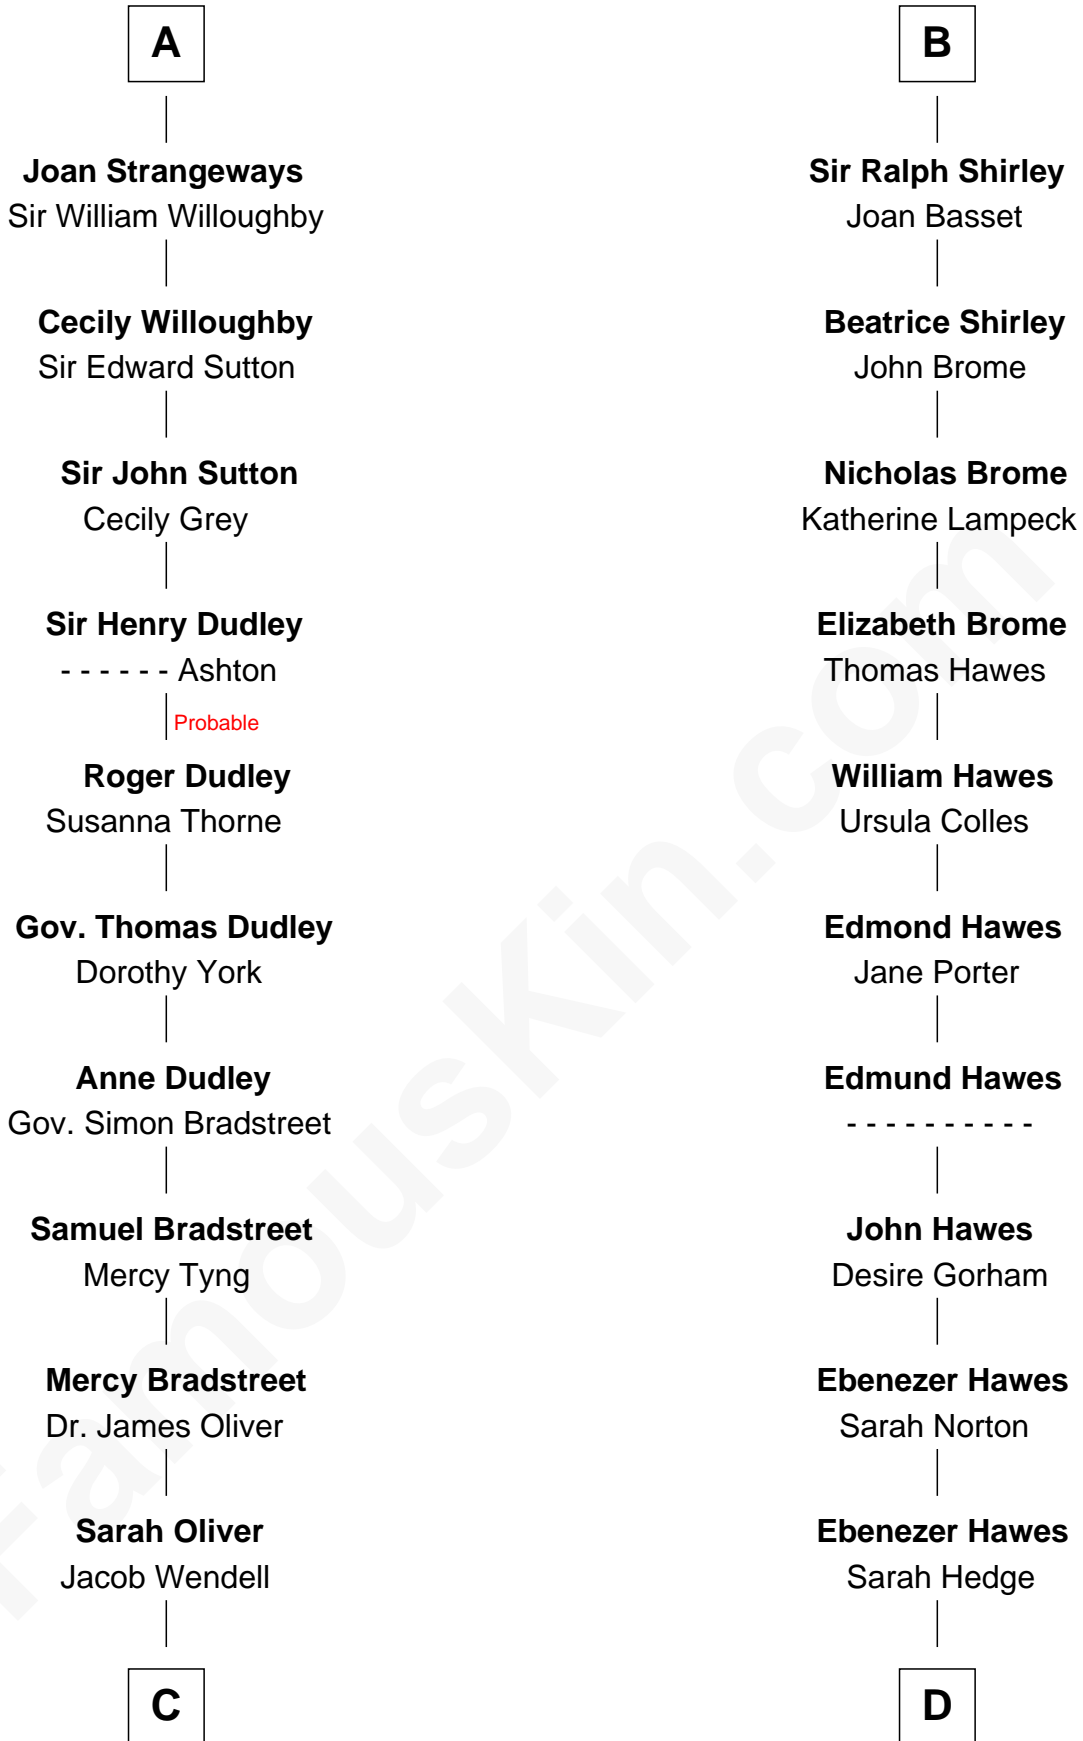 A
Joan Strangeways
Sir William Willoughby
Cecily Willoughby
Sir Edward Sutton
Sir John Sutton
Cecily Grey
Sir Henry Dudley
- - - - - - Ashton
Probable
Roger Dudley
Susanna Thorne
Gov. Thomas Dudley
Dorothy York
Anne Dudley
Gov. Simon Bradstreet
Samuel Bradstreet
Mercy Tyng
Mercy Bradstreet
Dr. James Oliver
Sarah Oliver
Jacob Wendell
C
B
Sir Ralph Shirley
Joan Basset
Beatrice Shirley
John Brome
Nicholas Brome
Katherine Lampeck
Elizabeth Brome
Thomas Hawes
William Hawes
Ursula Colles
Edmond Hawes
Jane Porter
Edmund Hawes
- - - - - - - - - -
John Hawes
Desire Gorham
Ebenezer Hawes
Sarah Norton
Ebenezer Hawes
Sarah Hedge
D
FamousKin.com